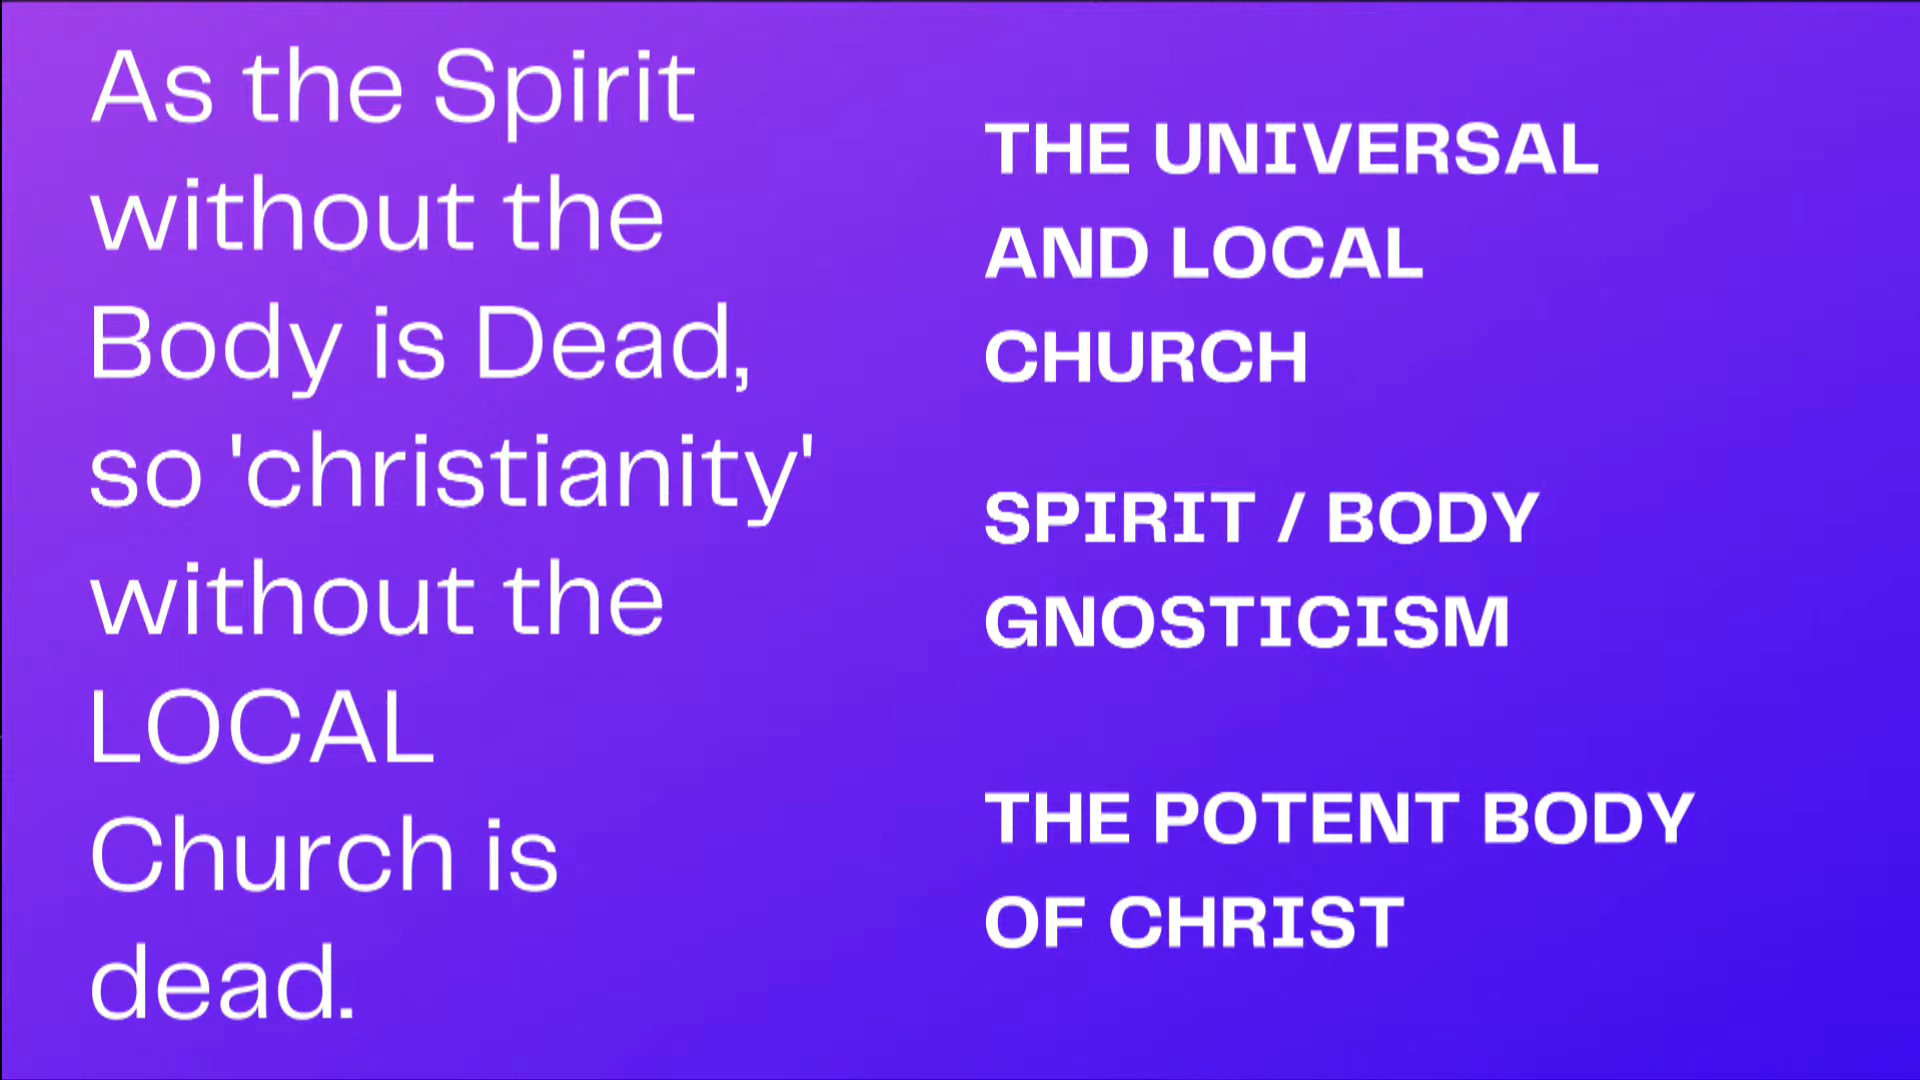 As the Spirit
without the
Body is Dead,
so 'christianity'
without the
LOCAL
Church is
dead.
THE UNIVERSAL
AND LOCAL
CHURCH
SPIRIT / BODY
GNOSTICISM
THE POTENT BODY
OF CHRIST